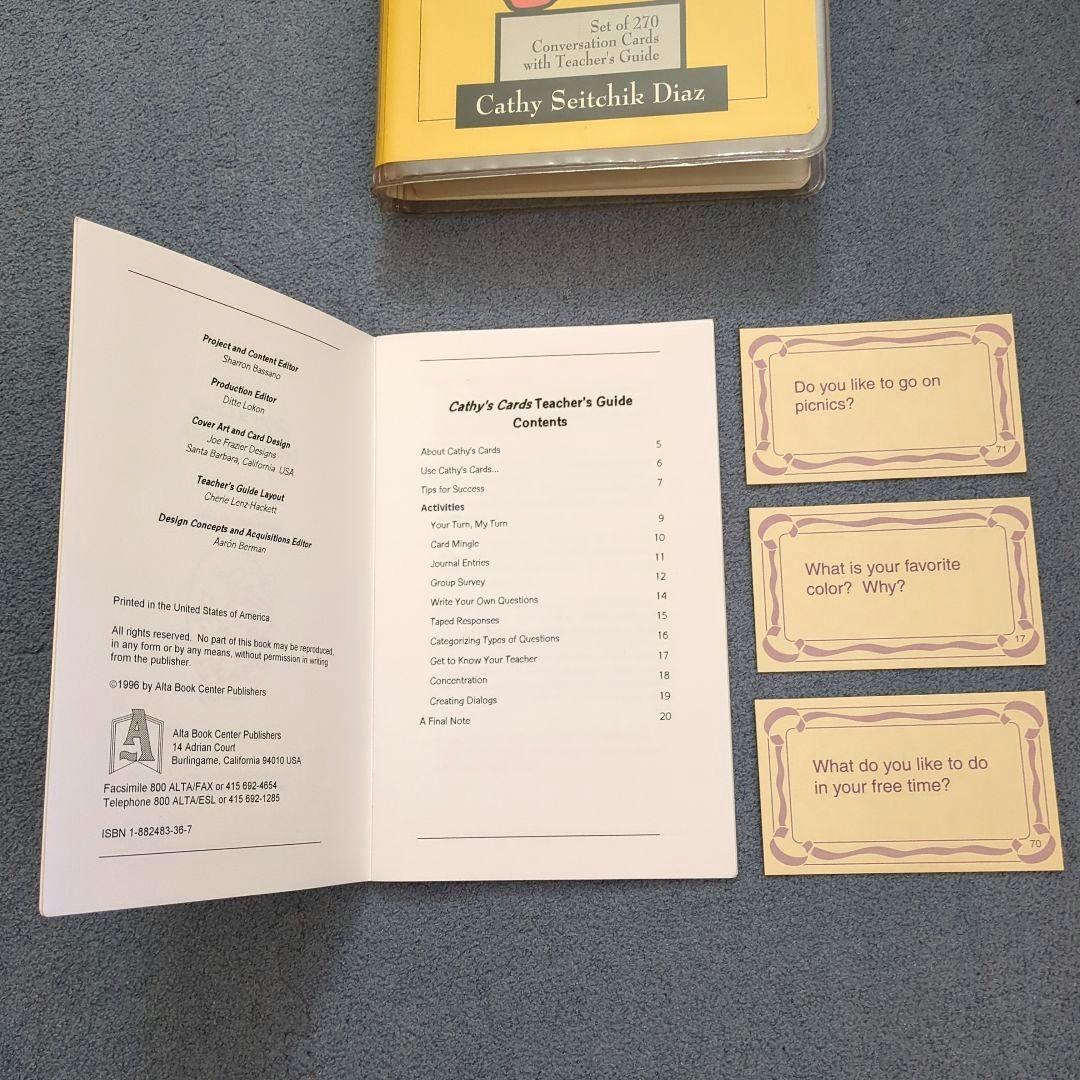 Set of 270
Conversation Cards
with Teacher's Guide
Cathy Seitchik Diaz
Project and Content Editor
Sharron Bassano
Production Editor
Ditte Lokon
Cover Art and Card Design
Joe Frazier Designs
Santa Barbara, California USA
Teacher's Guide Layout
Cherie Lenz-Hackett
Design Concepts and Acquisitions Editor
Aarón Berman
Printed in the United States of America.
All rights reserved. No part of this book may be reproduced,
in any form or by any means, without permission in writing
from the publisher.
©1996 by Alta Book Center Publishers
A
Alta Book Center Publishers
14 Adrian Court
Burlingame, California 94010 USA
Facsimile 800 ALTA/FAX or 415 692-4654
Telephone 800 ALTA/ESL or 415 692-1285
ISBN 1-882483-36-7
Cathy's Cards Teacher's Guide
Contents
About Cathy's Cards 5
Use Cathy's Cards... 6
Tips for Success 7
Activities
Your Turn, My Turn 9
Card Mingle 10
Journal Entries 11
Group Survey 12
Write Your Own Questions 14
Taped Responses 15
Categorizing Types of Questions 16
Get to Know Your Teacher 17
Concentration 18
Creating Dialogs 19
A Final Note 20
Do you like to go on
picnics?
71
What is your favorite
color? Why?
17
What do you like to do
in your free time?
70